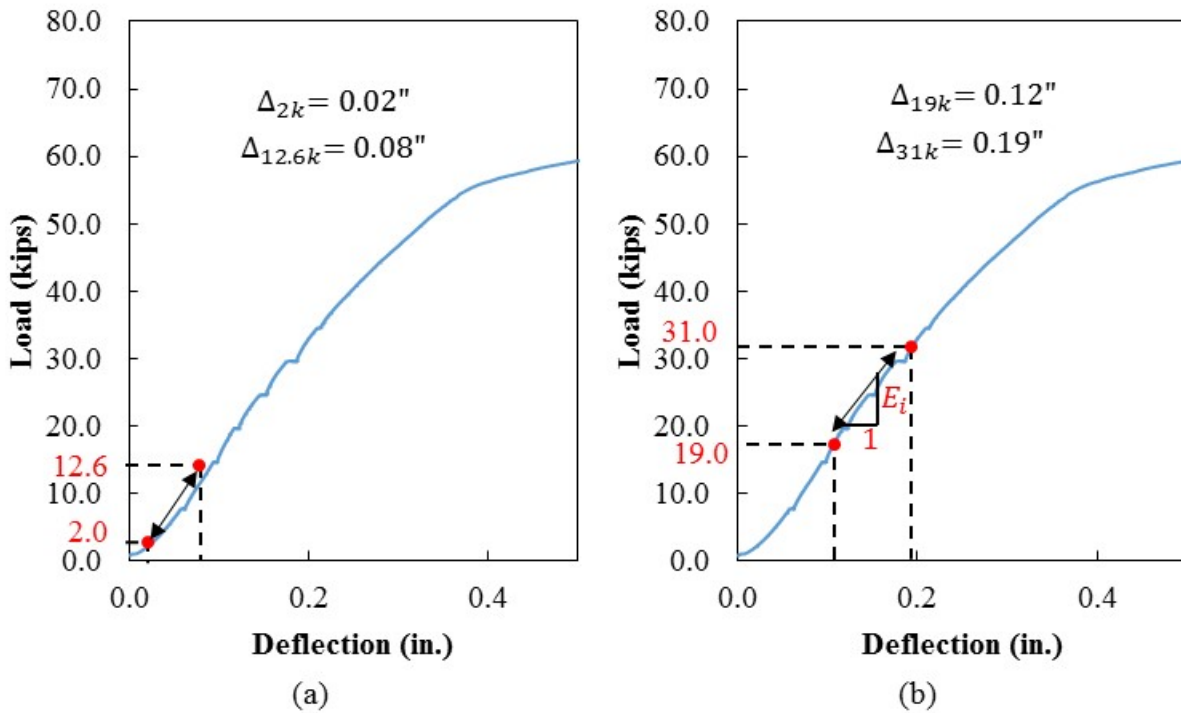 80.0
70.0
60.0
50.0
40.0
30.0
20.0
12.6
10.0
2.0
0.0
Load (kips)
Δ2k= 0.02"
Δ12.6k= 0.08"
0.0 0.2 0.4
Deflection (in.)
(a)
80.0
70.0
60.0
50.0
40.0
31.0
30.0
20.0
19.0
10.0
0.0
Load (kips)
Δ19k= 0.12"
Δ31k= 0.19"
Ei
1
0.0 0.2 0.4
Deflection (in.)
(b)